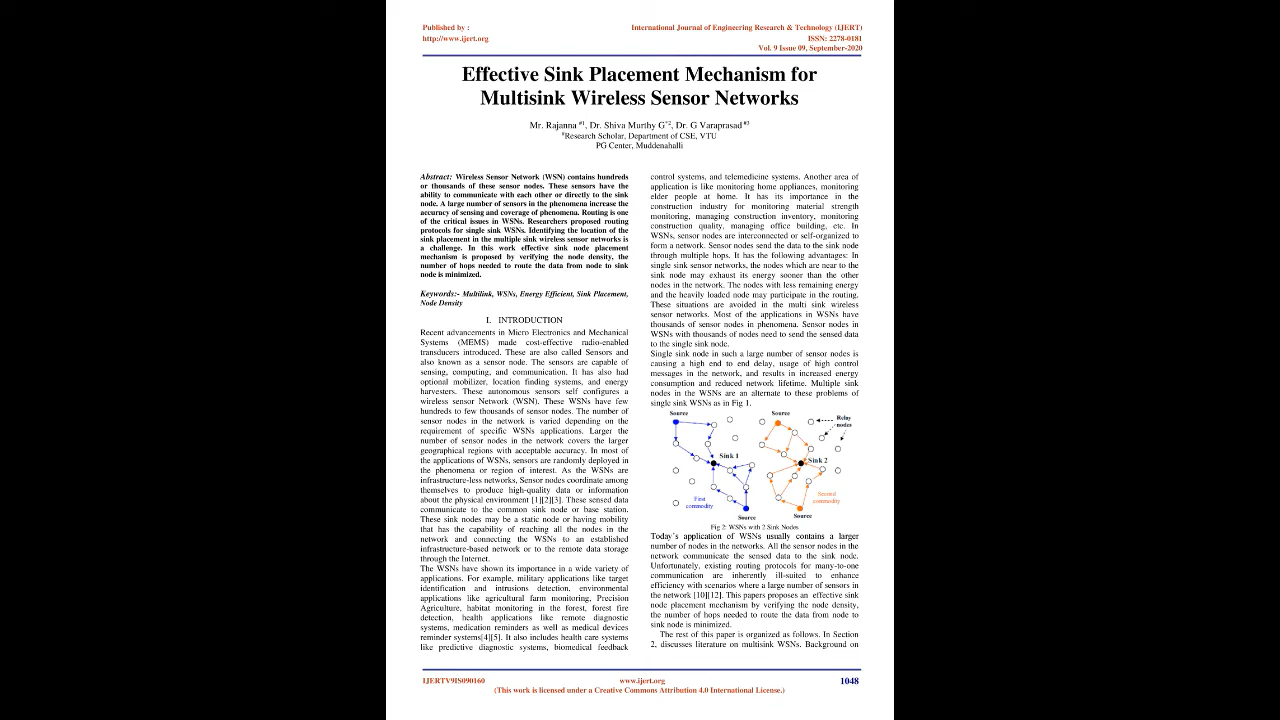 Published by :
http://www.ijert.org
International Journal of Engineering Research & Technology (IJERT)
ISSN: 2278-0181
Vol. 9 Issue 09, September-2020
Effective Sink Placement Mechanism for
Multisink Wireless Sensor Networks
Mr. Rajanna #1, Dr. Shiva Murthy G*2, Dr. G Varaprasad #3
#Research Scholar, Department of CSE, VTU
PG Center, Muddenahalli
Abstract: Wireless Sensor Network (WSN) contains hundreds
or thousands of these sensor nodes. These sensors have the
ability to communicate with each other or directly to the sink
node. A large number of sensors in the phenomena increase the
accuracy of sensing and coverage of phenomena. Routing is one
of the critical issues in WSNs. Researchers proposed routing
protocols for single sink WSNs. Identifying the location of the
sink placement in the multiple sink wireless sensor networks is
a challenge. In this work effective sink node placement
mechanism is proposed by verifying the node density, the
number of hops needed to route the data from node to sink
node is minimized.
Keywords:- Multilink, WSNs, Energy Efficient, Sink Placement,
Node Density
I. INTRODUCTION
Recent advancements in Micro Electronics and Mechanical
Systems (MEMS) made cost-effective radio-enabled
transducers introduced. These are also called Sensors and
also known as a sensor node. The sensors are capable of
sensing, computing, and communication. It has also had
optional mobilizer, location finding systems, and energy
harvesters. These autonomous sensors self configures a
wireless sensor Network (WSN). These WSNs have few
hundreds to few thousands of sensor nodes. The number of
sensor nodes in the network is varied depending on the
requirement of specific WSNs applications. Larger the
number of sensor nodes in the network covers the larger
geographical regions with acceptable accuracy. In most of
the applications of WSNs, sensors are randomly deployed in
the phenomena or region of interest. As the WSNs are
infrastructure-less networks, Sensor nodes coordinate among
themselves to produce high-quality data or information
about the physical environment [1][2][3]. These sensed data
communicate to the common sink node or base station.
These sink nodes may be a static node or having mobility
that has the capability of reaching all the nodes in the
network and connecting the WSNs to an established
infrastructure-based network or to the remote data storage
through the Internet.
The WSNs have shown its importance in a wide variety of
applications. For example, military applications like target
identification and intrusions detection, environmental
applications like agricultural farm monitoring, Precision
Agriculture, habitat monitoring in the forest, forest fire
detection, health applications like remote diagnostic
systems, medication reminders as well as medical devices
reminder systems[4][5]. It also includes health care systems
like predictive diagnostic systems, biomedical feedback
control systems, and telemedicine systems. Another area of
application is like monitoring home appliances, monitoring
elder people at home. It has its importance in the
construction industry for monitoring material strength
monitoring, managing construction inventory, monitoring
construction quality, managing office building, etc. In
WSNs, sensor nodes are interconnected or self-organized to
form a network. Sensor nodes send the data to the sink node
through multiple hops. It has the following advantages: In
single sink sensor networks, the nodes which are near to the
sink node may exhaust its energy sooner than the other
nodes in the network. The nodes with less remaining energy
and the heavily loaded node may participate in the routing.
These situations are avoided in the multi sink wireless
sensor networks. Most of the applications in WSNs have
thousands of sensor nodes in phenomena. Sensor nodes in
WSNs with thousands of nodes need to send the sensed data
to the single sink node.
Single sink node in such a large number of sensor nodes is
causing a high end to end delay, usage of high control
messages in the network, and results in increased energy
consumption and reduced network lifetime. Multiple sink
nodes in the WSNs are an alternate to these problems of
single sink WSNs as in Fig 1.
Source
Source
Relay
nodes
Sink 1
Sink 2
First
commodity
Second
commodity
Source
Source
Fig 2: WSNs with 2 Sink Nodes
Today's application of WSNs usually contains a larger
number of nodes in the networks. All the sensor nodes in the
network communicate the sensed data to the sink node.
Unfortunately, existing routing protocols for many-to-one
communication are inherently ill-suited to enhance
efficiency with scenarios where a large number of sensors in
the network [10][12]. This papers proposes an effective sink
node placement mechanism by verifying the node density,
the number of hops needed to route the data from node to
sink node is minimized.
The rest of this paper is organized as follows. In Section
2, discusses literature on multisink WSNs. Background on
IJERTV9IS090160
www.ijert.org
1048
(This work is licensed under a Creative Commons Attribution 4.0 International License.)